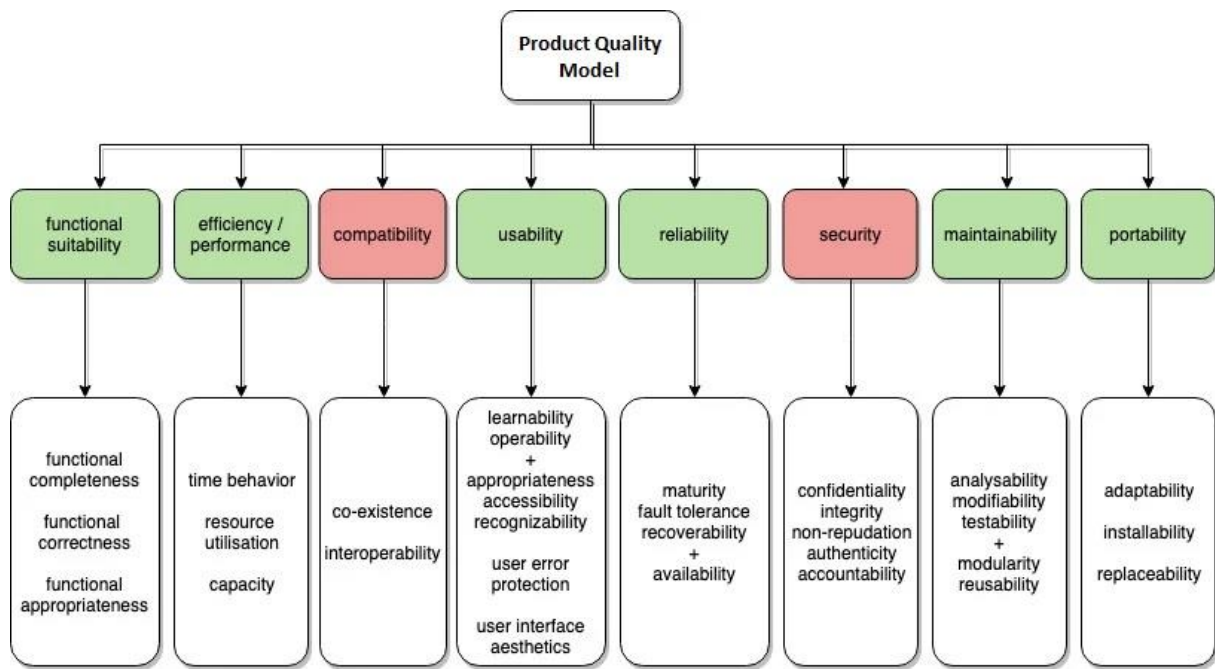 Product Quality
Model
functional
suitability
efficiency /
performance
compatibility
usability
reliability
security
maintainability
portability
functional
completeness
functional
correctness
functional
appropriateness
time behavior
resource
utilisation
capacity
co-existence
interoperability
learnability
operability
+
appropriateness
accessibility
recognizability
user error
protection
user interface
aesthetics
maturity
fault tolerance
recoverability
+
availability
confidentiality
integrity
non-repudation
authenticity
accountability
analysability
modifiability
testability
+
modularity
reusability
adaptability
installability
replaceability